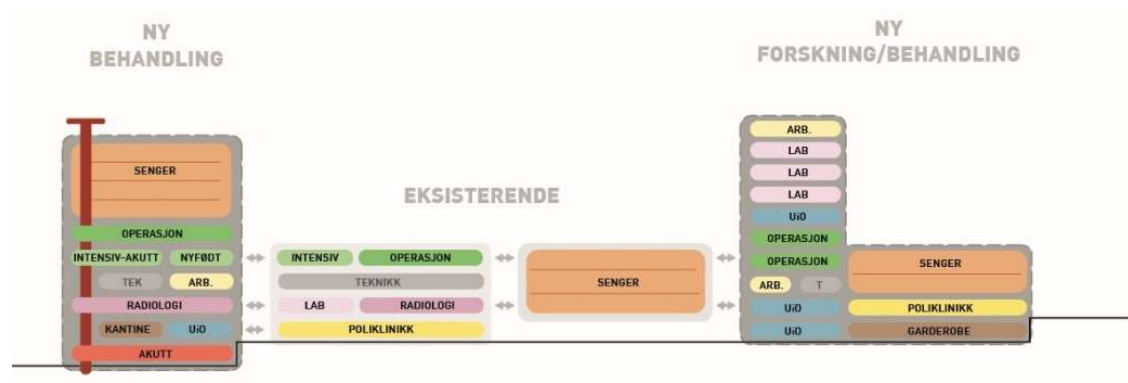 NY
BEHANDLING
NY
FORSKNING/BEHANDLING
EKSISTERENDE
SENGER
OPERASJON
INTENSIV-AKUTT NYFØDT
TEK ARB.
RADIOLOGI
KANTINE UiO
AKUTT
INTENSIV OPERASJON
TEKNIKK
LAB RADIOLOGI
POLIKLINIKK
SENGER
ARB.
LAB
LAB
LAB
UiO
OPERASJON
OPERASJON
ARB. T
UiO
UiO
SENGER
POLIKLINIKK
GARDEROBE